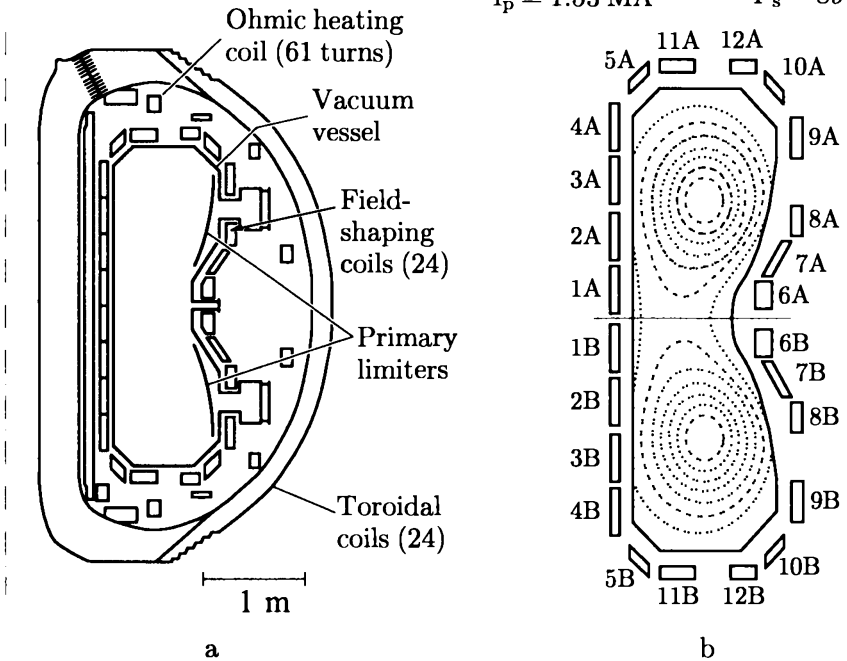 Ohmic heating
coil (61 turns)
Vacuum
vessel
Field-
shaping
coils (24)
Primary
limiters
Toroidal
coils (24)
1 m
a
5A
11A
12A
10A
4A
9A
3A
2A
8A
7A
1A
6A
1B
6B
7B
2B
8B
3B
4B
9B
5B
11B
12B
10B
b